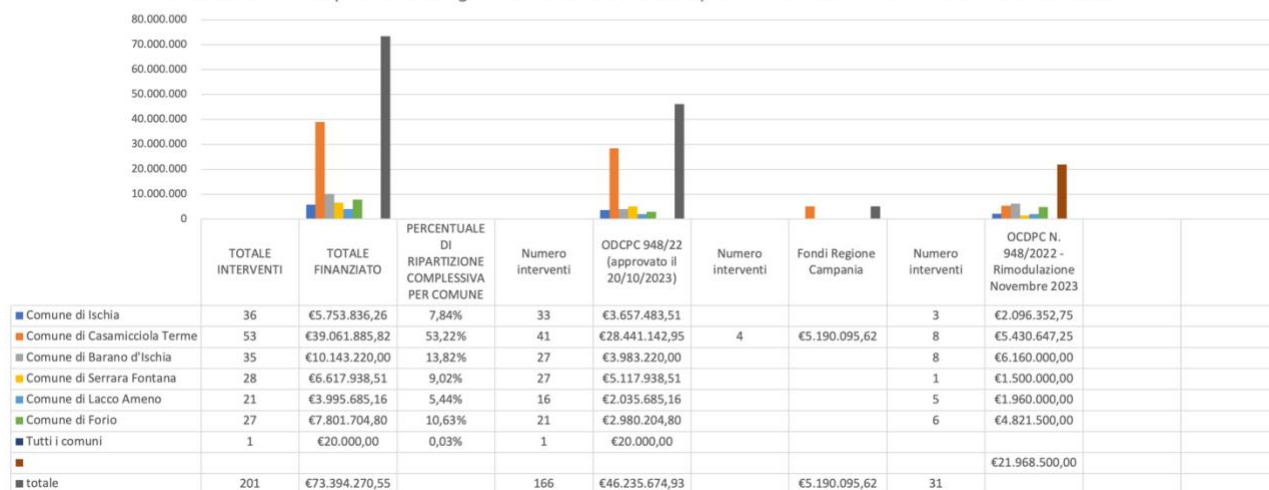 80.000.000
70.000.000
60.000.000
50.000.000
40.000.000
30.000.000
20.000.000
10.000.000
0
TOTALE INTERVENTI
TOTALE FINANZIATO
PERCENTUALE DI RIPARTIZIONE COMPLESSIVA PER COMUNE
Numero interventi
ODCPC 948/22 (approvato il 20/10/2023)
Numero interventi
Fondi Regione Campania
Numero interventi
OCDPC N. 948/2022 - Rimodulazione Novembre 2023
Comune di Ischia 36 €5.753.836,26 7,84% 33 €3.657.483,51 3 €2.096.352,75
Comune di Casamicciola Terme 53 €39.061.885,82 53,22% 41 €28.441.142,95 4 €5.190.095,62 8 €5.430.647,25
Comune di Barano d'Ischia 35 €10.143.220,00 13,82% 27 €3.983.220,00 8 €6.160.000,00
Comune di Serrara Fontana 28 €6.617.938,51 9,02% 27 €5.117.938,51 1 €1.500.000,00
Comune di Lacco Ameno 21 €3.995.685,16 5,44% 16 €2.035.685,16 5 €1.960.000,00
Comune di Forio 27 €7.801.704,80 10,63% 21 €2.980.204,80 6 €4.821.500,00
Tutti i comuni 1 €20.000,00 0,03% 1 €20.000,00
€21.968.500,00
totale 201 €73.394.270,55 166 €46.235.674,93 €5.190.095,62 31